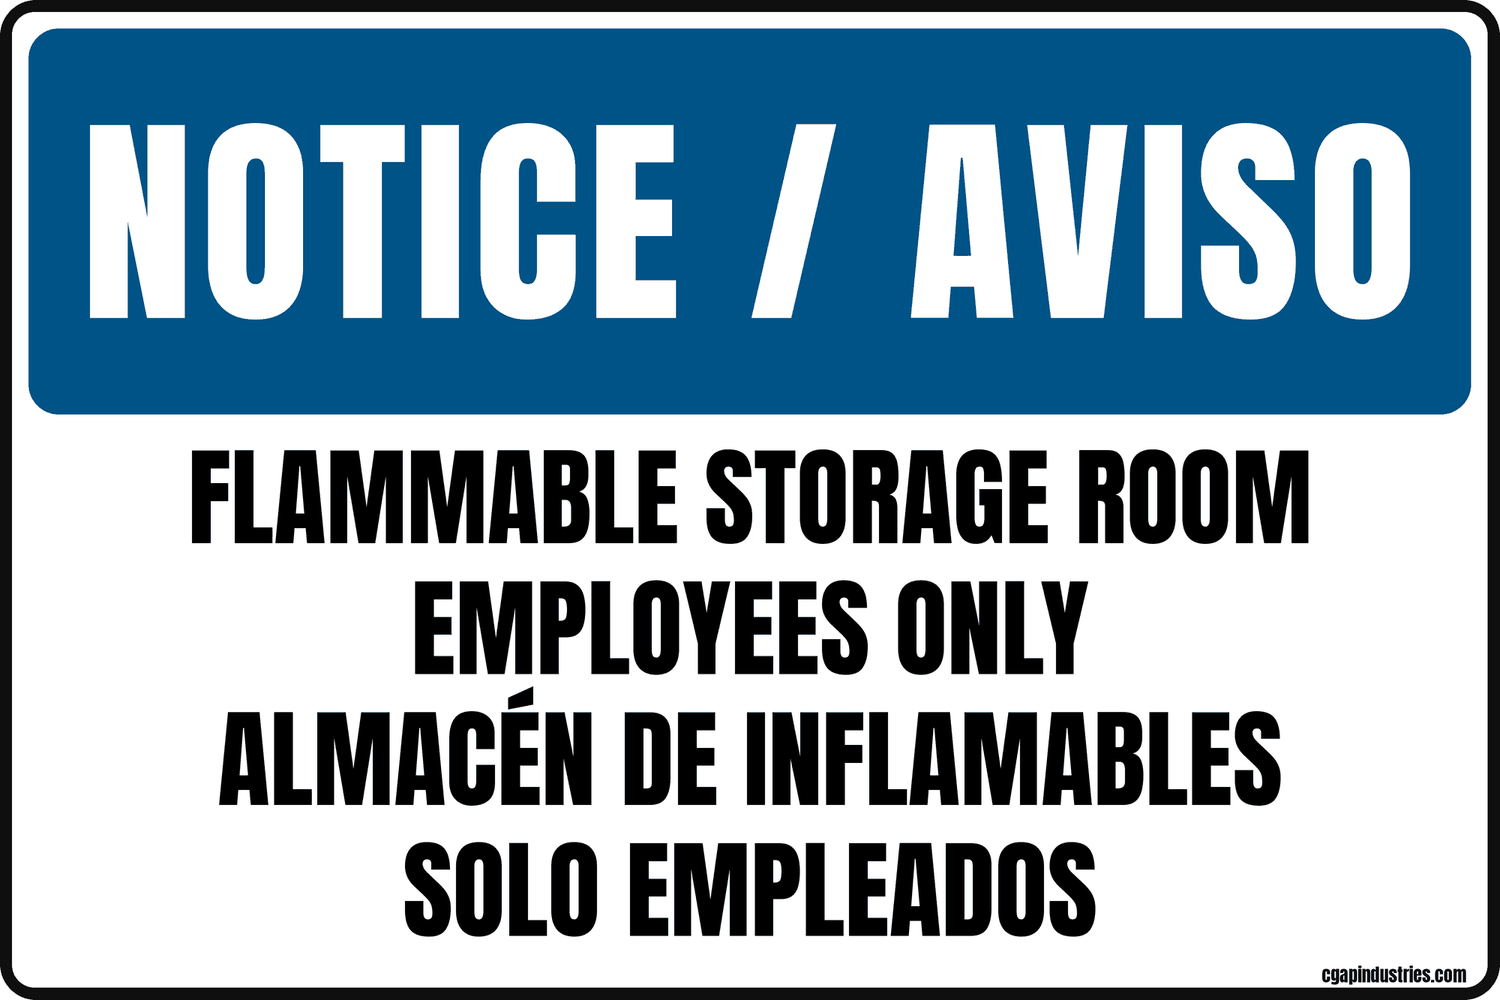 NOTICE / AVISO
FLAMMABLE STORAGE ROOM
EMPLOYEES ONLY
ALMACÉN DE INFLAMABLES
SOLO EMPLEADOS
cgapindustries.com